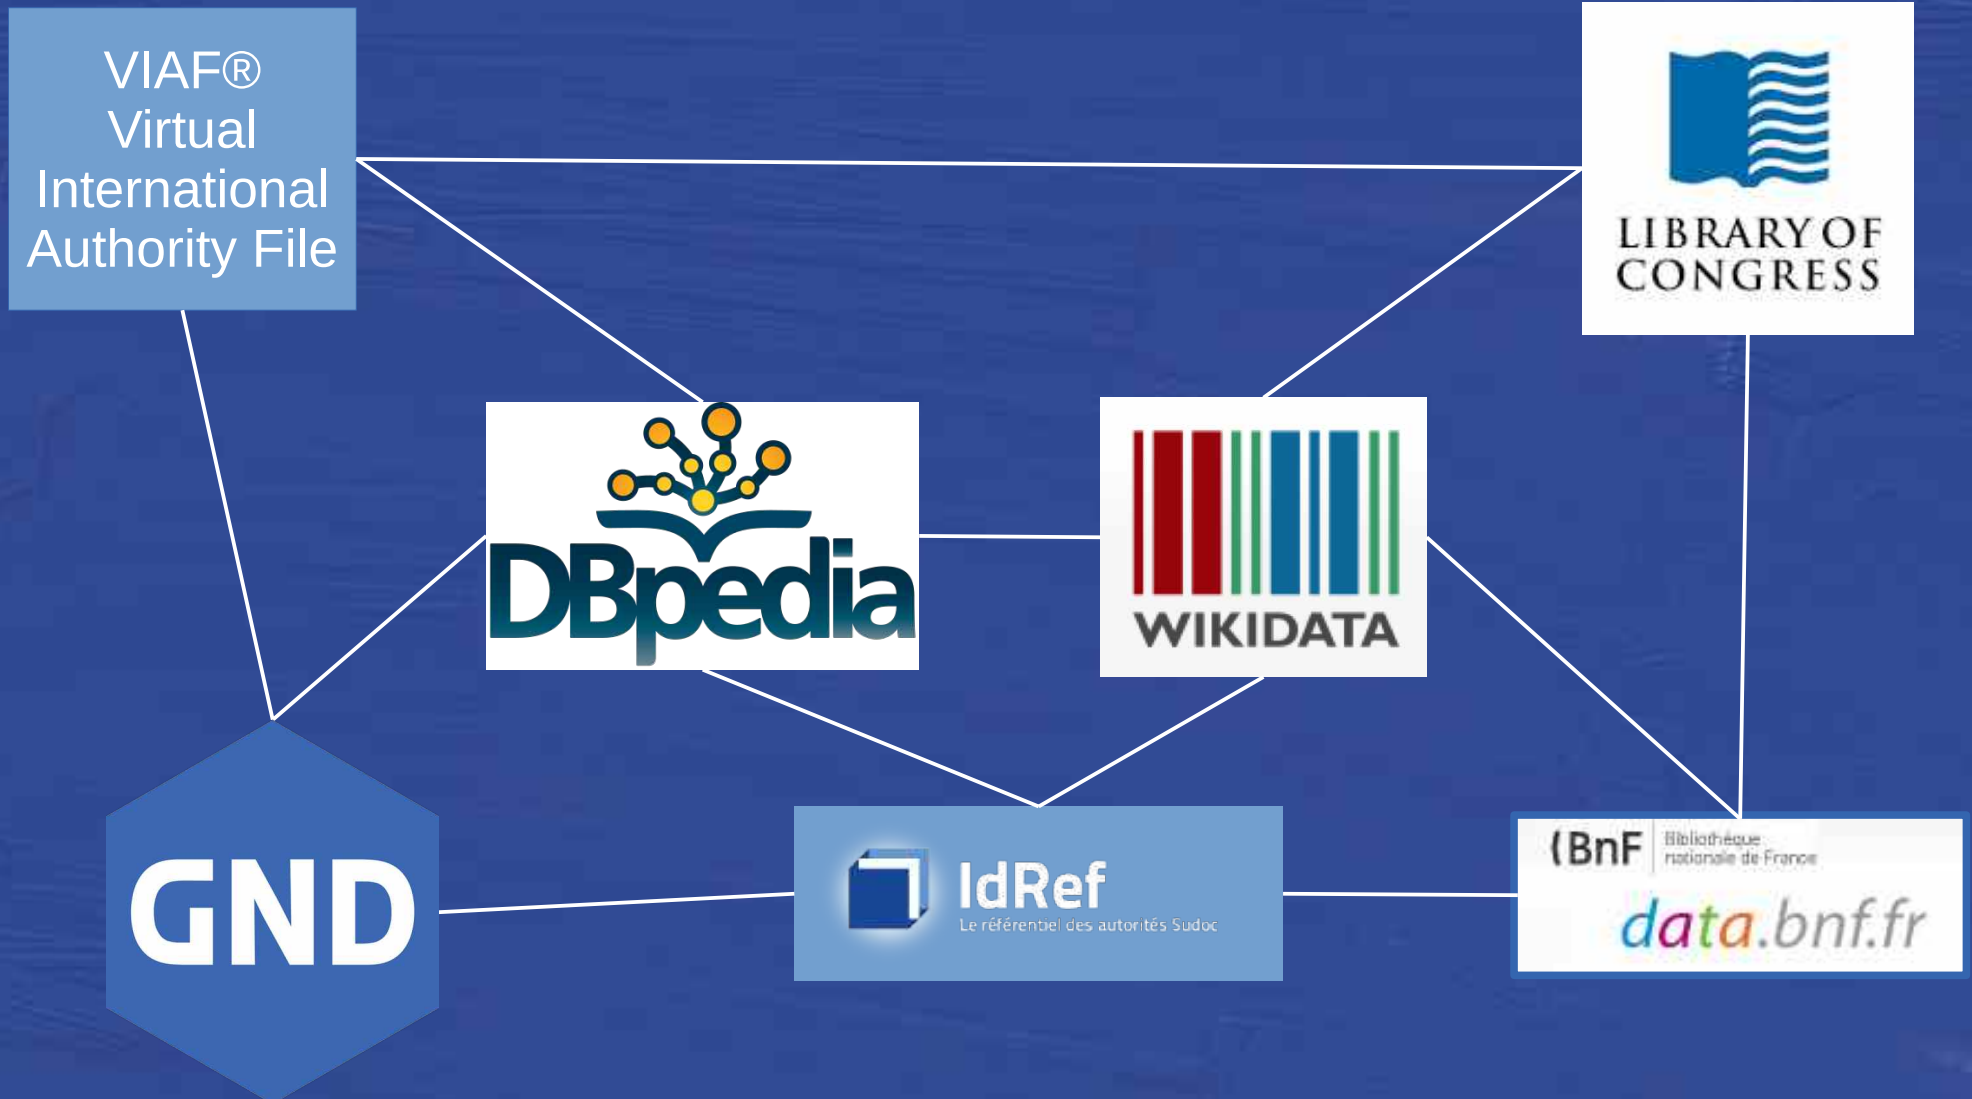 VIAF®
Virtual
International
Authority File
LIBRARY OF
CONGRESS
DBpedia
WIKIDATA
GND
IdRef
Le référentiel des autorités Sudoc
(BnF
Bibliothèque
nationale de France
data.bnf.fr